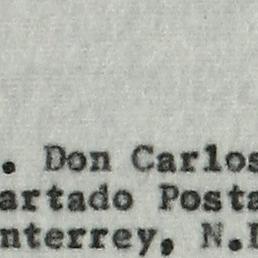 . Don Carlos
artado Posta
nterrey, N.L